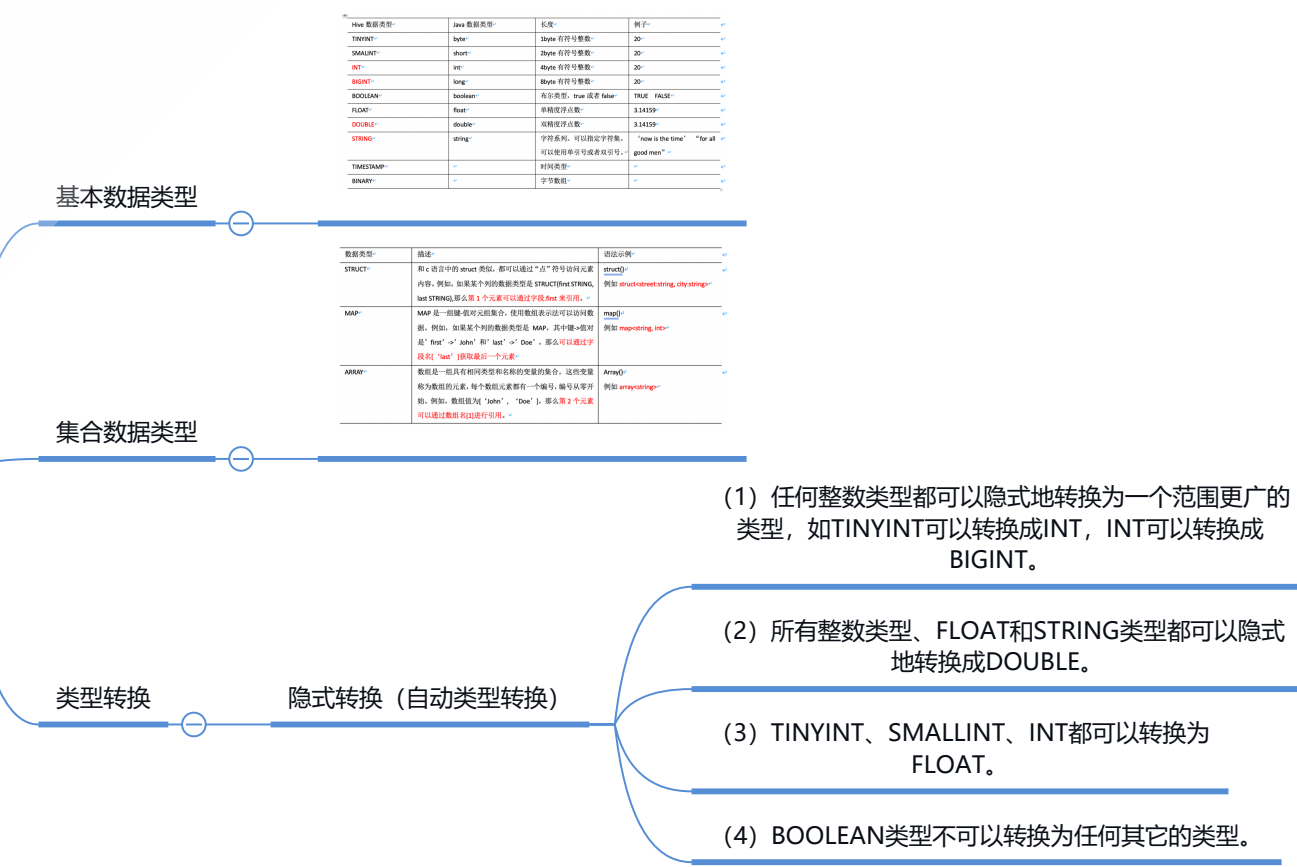 Hive 数据类型 Java 数据类型 长度 例子
TINYINT byte 1byte 有符号整数 20
SMALINT short 2byte 有符号整数 20
INT int 4byte 有符号整数 20
BIGINT long 8byte 有符号整数 20
BOOLEAN boolean 布尔类型，true 或者 false TRUE FALSE
FLOAT float 单精度浮点数 3.14159
DOUBLE double 双精度浮点数 3.14159
STRING string 字符系列。可以指定字符集。 ‘now is the time’ “for all
可以使用单引号或者双引号。 good men”
TIMESTAMP 时间类型
BINARY 字节数组
基本数据类型
数据类型 描述 语法示例
STRUCT 和 c 语言中的 struct 类似，都可以通过“点”符号访问元素 struct()
内容。例如，如果某个列的数据类型是 STRUCT{first STRING, 例如 struct<street:string, city:string>
last STRING},那么第 1 个元素可以通过字段.first 来引用。
MAP MAP 是一组键-值对元组集合，使用数组表示法可以访问数 map()
据。例如，如果某个列的数据类型是 MAP，其中键->值对 例如 map<string, int>
是’first’->’John’和’last’->’Doe’，那么可以通过字
段名[‘last’]获取最后一个元素
ARRAY 数组是一组具有相同类型和名称的变量的集合。这些变量 Array()
称为数组的元素，每个数组元素都有一个编号，编号从零开 例如 array<string>
始。例如，数组值为[‘John’, ‘Doe’]，那么第 2 个元素
可以通过数组名[1]进行引用。
集合数据类型
（1）任何整数类型都可以隐式地转换为一个范围更广的
类型，如TINYINT可以转换成INT，INT可以转换成
BIGINT。
（2）所有整数类型、FLOAT和STRING类型都可以隐式
地转换成DOUBLE。
类型转换
隐式转换（自动类型转换）
（3）TINYINT、SMALLINT、INT都可以转换为
FLOAT。
（4）BOOLEAN类型不可以转换为任何其它的类型。